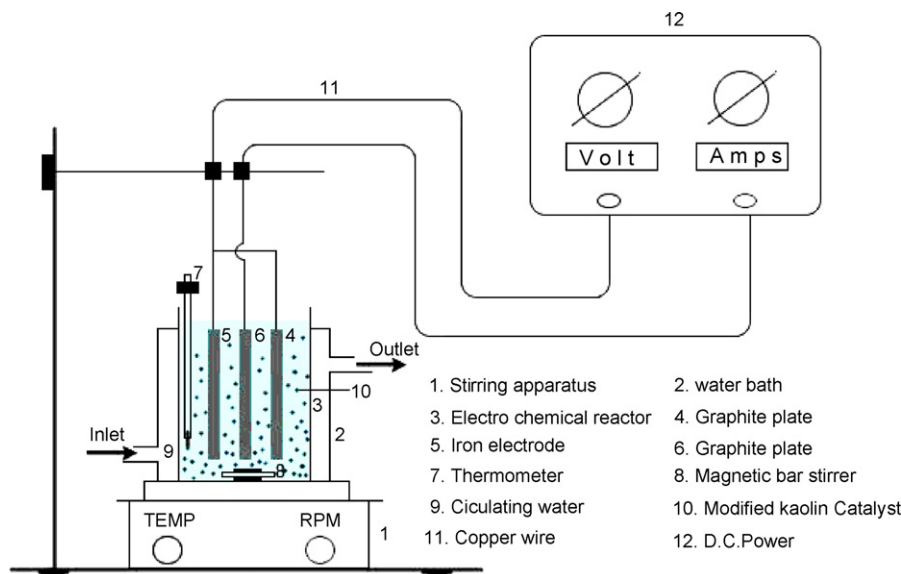 12
11
Volt
Amps
7
5
6
4
Outlet
10
3
Inlet
9
2
8
TEMP
RPM
1
1. Stirring apparatus
2. water bath
3. Electro chemical reactor
4. Graphite plate
5. Iron electrode
6. Graphite plate
7. Thermometer
8. Magnetic bar stirrer
9. Ciculating water
10. Modified kaolin Catalyst
11. Copper wire
12. D.C.Power